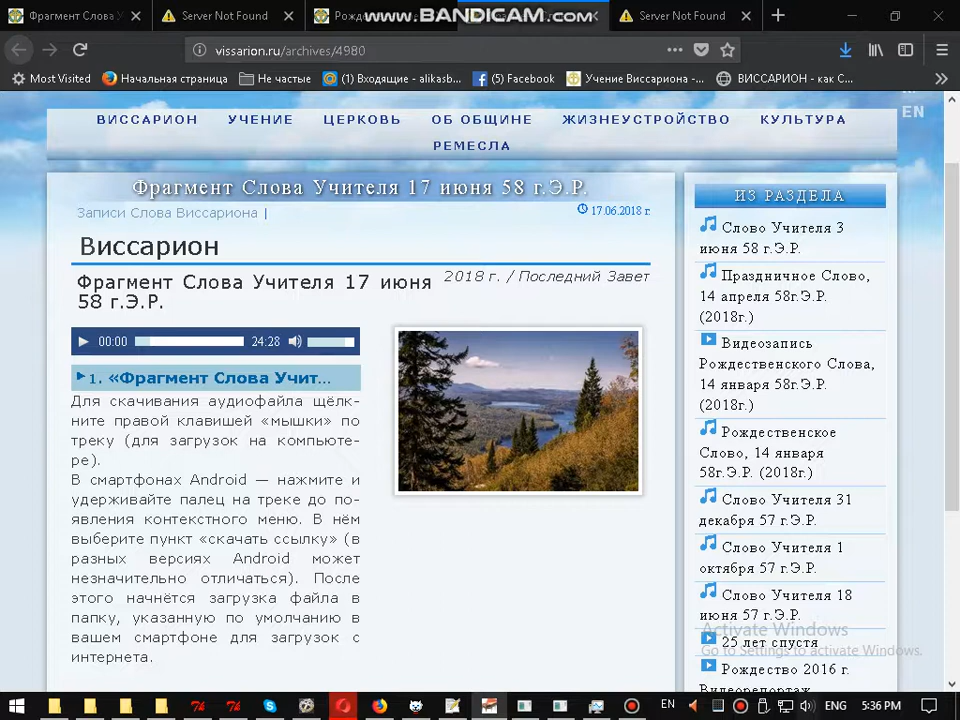 Фрагмент Слова У
Server Not Found
Рожд
www.BANDICAM.com
Server Not Found
vissarion.ru/archives/4980
Most Visited
Начальная страница
Не частые
(1) Входящие - alikasb...
(5) Facebook
Учение Виссариона -...
ВИССАРИОН - как С...
EN
ВИССАРИОН УЧЕНИЕ ЦЕРКОВЬ ОБ ОБЩИНЕ ЖИЗНЕУСТРОЙСТВО КУЛЬТУРА
РЕМЕСЛА
Фрагмент Слова Учителя 17 июня 58 г.Э.Р.
Записи Слова Виссариона |
17.06.2018 г.
Виссарион
Фрагмент Слова Учителя 17 июня
58 г.Э.Р.
2018 г. / Последний Завет
00:00 24:28
1. «Фрагмент Слова Учит...
Для скачивания аудиофайла щёлк-
ните правой клавишей «мышки» по
треку (для загрузок на компьюте-
ре).
В смартфонах Android — нажмите и
удерживайте палец на треке до по-
явления контекстного меню. В нём
выберите пункт «скачать ссылку» (в
разных версиях Android может
незначительно отличаться). После
этого начнётся загрузка файла в
папку, указанную по умолчанию в
вашем смартфоне для загрузок с
интернета.
ИЗ РАЗДЕЛА
Слово Учителя 3
июня 58 г.Э.Р.
Праздничное Слово,
14 апреля 58г.Э.Р.
(2018г.)
Видеозапись
Рождественского Слова,
14 января 58г.Э.Р.
(2018г.)
Рождественское
Слово, 14 января
58г.Э.Р. (2018г.)
Слово Учителя 31
декабря 57 г.Э.Р.
Слово Учителя 1
октября 57 г.Э.Р.
Слово Учителя 18
июня 57 г.Э.Р.
25 лет спустя
Рождество 2016 г.
Видеорепортаж
Activate Windows
Go to Settings to activate Windows.
EN
ENG
5:36 PM